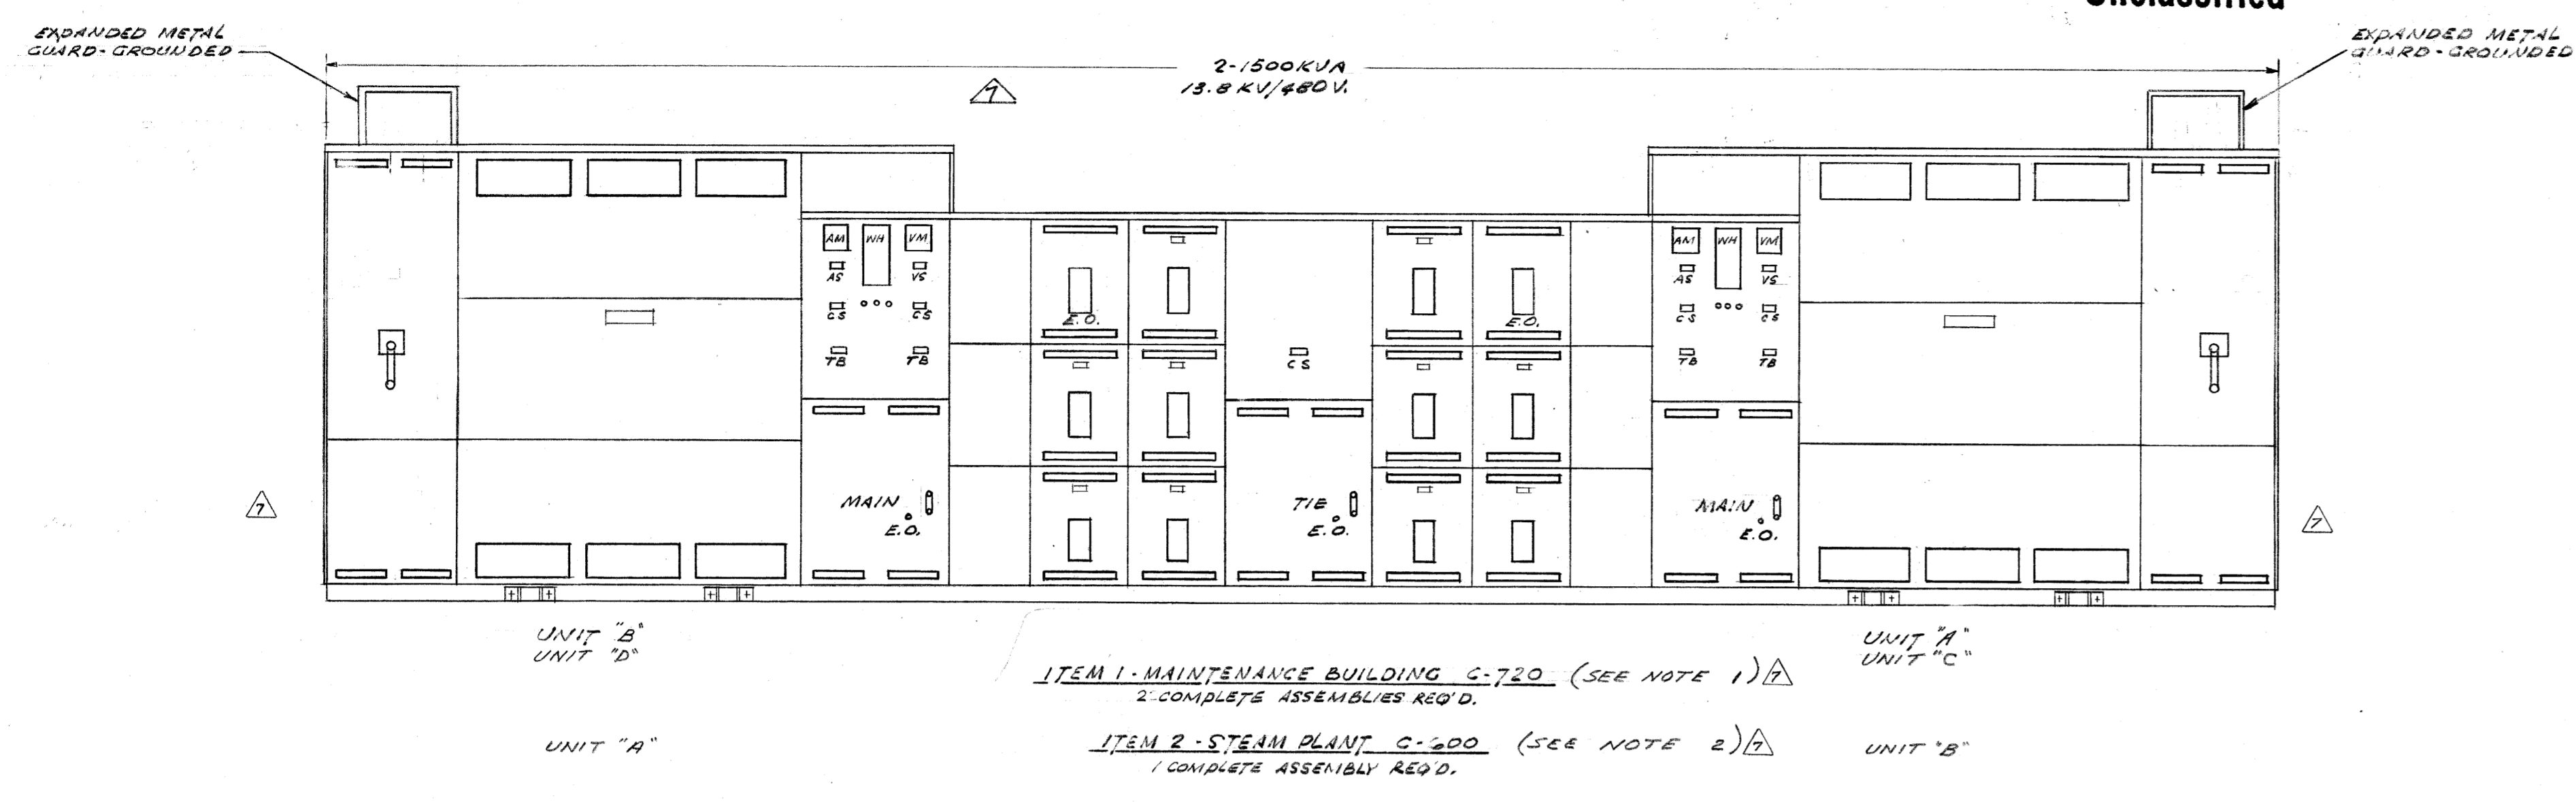 Unclassified
EXPANDED METAL
GUARD-GROUNDED
EXPANDED METAL
GUARD-GROUNDED
2-1500KVA
13.8 KV/480V.
7
AM WH VM
AS VS
CS CS
TB TB
E.O.
CS
E.O.
AM WH VM
AS VS
CS CS
TB TB
MAIN
E.O.
TIE
E.O.
MAIN
E.O.
7
7
UNIT "B"
UNIT "D"
UNIT "A"
UNIT "C"
ITEM 1-MAINTENANCE BUILDING C-720 (SEE NOTE 1) 7
2 COMPLETE ASSEMBLIES REQ'D.
UNIT "A"
ITEM 2-STEAM PLANT C-600 (SEE NOTE 2) 7
1 COMPLETE ASSEMBLY REQ'D.
UNIT "B"